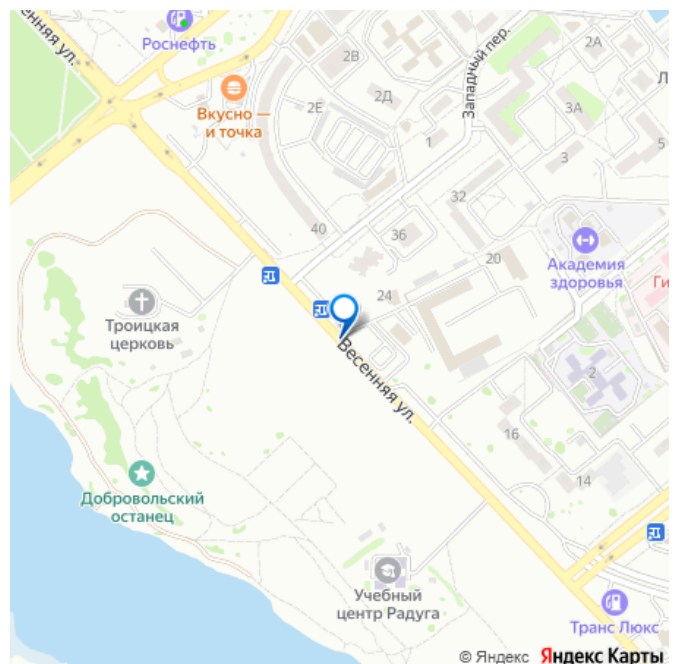 Весенняя ул.
Роснефть
2В
2А
Западный пер.
Вкусно —
и точка
2Е
2Д
Л
3А
1
3
5
32
40
36
20
Академия
здоровья
Ги
24
Троицкая
церковь
Весенняя ул.
2
16
14
Добровольский
останец
Учебный
центр Радуга
Транс Люкс
© Яндекс Яндекс Карты